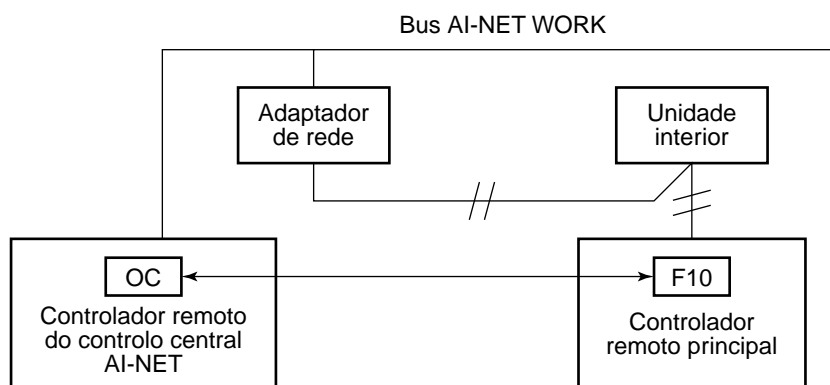 Bus AI-NET WORK
Adaptador
de rede
Unidade
interior
OC
Controlador remoto
do controlo central
AI-NET
F10
Controlador
remoto principal